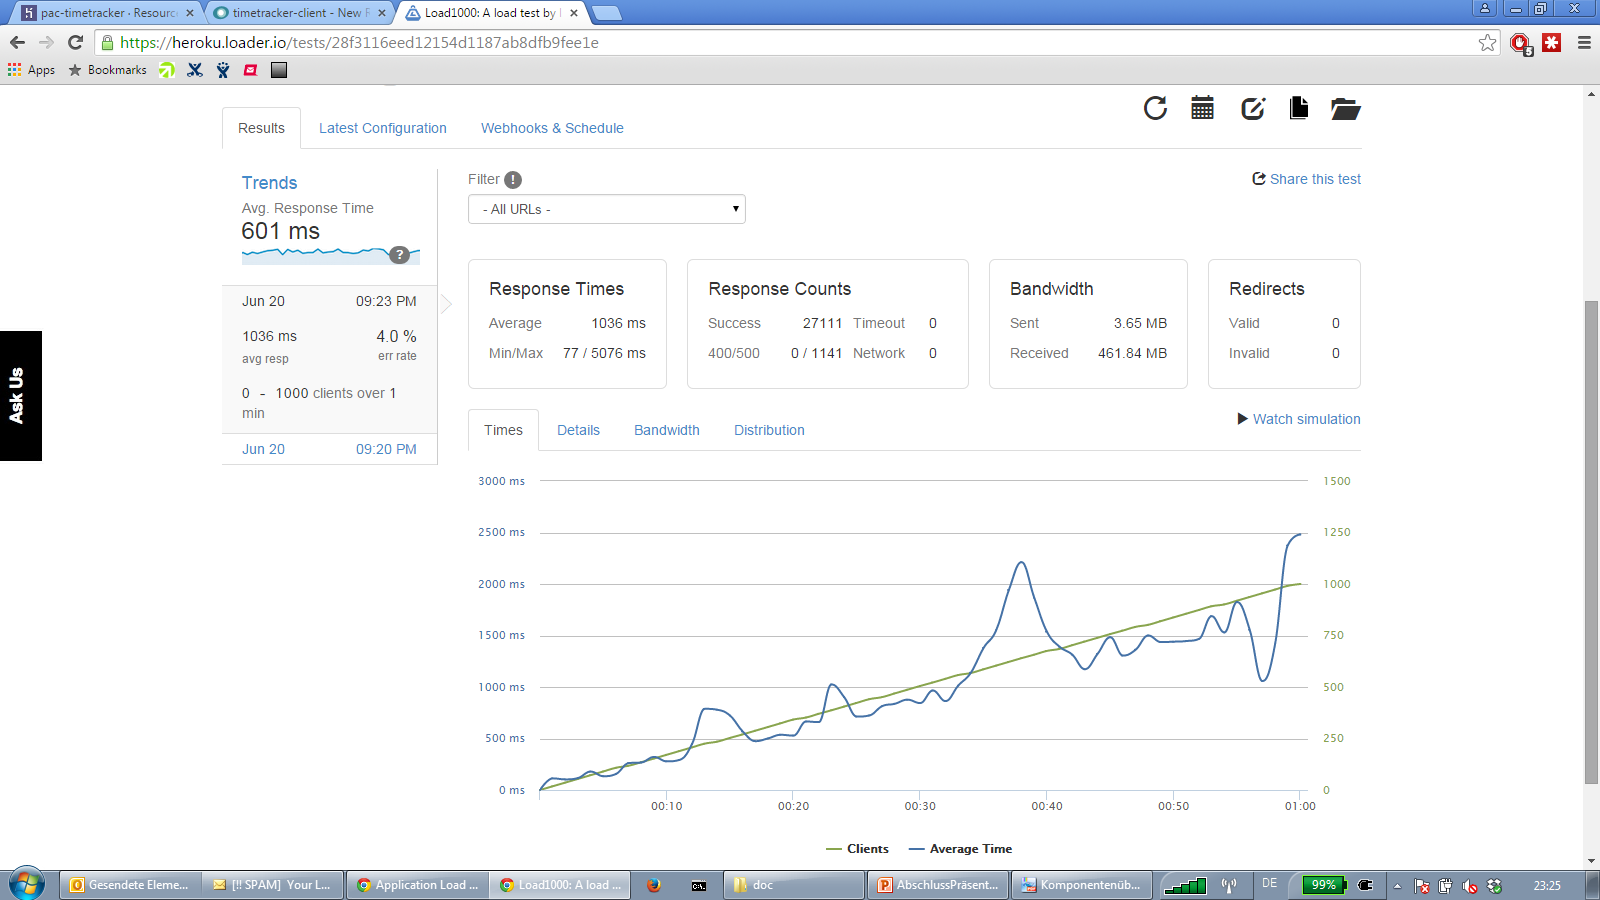 pac-timetracker · Resourc
timetracker-client - New R
Load1000: A load test by
https://heroku.loader.io/tests/28f3116eed12154d1187ab8dfb9fee1e
5
Apps
Bookmarks
Results
Latest Configuration
Webhooks & Schedule
Trends
Avg. Response Time
601 ms
?
Jun 20 09:23 PM
1036 ms 4.0 %
avg resp err rate
0 - 1000 clients over 1
min
Jun 20 09:20 PM
Ask Us
Filter !
- All URLs -
Share this test
Response Times
Average 1036 ms
Min/Max 77 / 5076 ms
Response Counts
Success 27111 Timeout 0
400/500 0 / 1141 Network 0
Bandwidth
Sent 3.65 MB
Received 461.84 MB
Redirects
Valid 0
Invalid 0
Times
Details
Bandwidth
Distribution
Watch simulation
3000 ms 1500
2500 ms 1250
2000 ms 1000
1500 ms 750
1000 ms 500
500 ms 250
0 ms 0
00:10 00:20 00:30 00:40 00:50 01:00
Clients Average Time
Gesendete Eleme...
[!! SPAM] Your L...
Application Load ...
Load1000: A load ...
C:\
doc
AbschlussPräsent...
Komponentenüb...
DE
99%
23:25